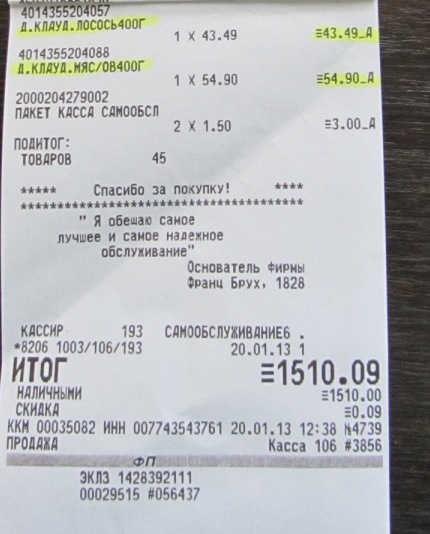 4014355204057
Д.КЛАУД.ЛОСОСЬ400Г
1 X 43.49 ≡43.49_А
4014355204088
Д.КЛАУД.МЯС/ОВ400Г
1 X 54.90 ≡54.90_А
2000204279002
ПАКЕТ КАССА САМООБСЛ
2 X 1.50 ≡3.00_А
ПОДИТОГ:
ТОВАРОВ 45
***** Спасибо за покупку! ****
**********************************
" Я обещаю самое
лучшее и самое надежное
обслуживание"
Основатель фирмы
Франц Брух, 1828
КАССИР 193 САМООБСЛУЖИВАНИЕ6 .
*8206 1003/106/193 20.01.13 1
ИТОГ ≡1510.09
НАЛИЧНЫМИ ≡1510.00
СКИДКА ≡0.09
ККМ 00035082 ИНН 007743543761 20.01.13 12:38 №4739
ПРОДАЖА Касса 106 #3856
ФП
ЭКЛЗ 1428392111
00029515 #056437